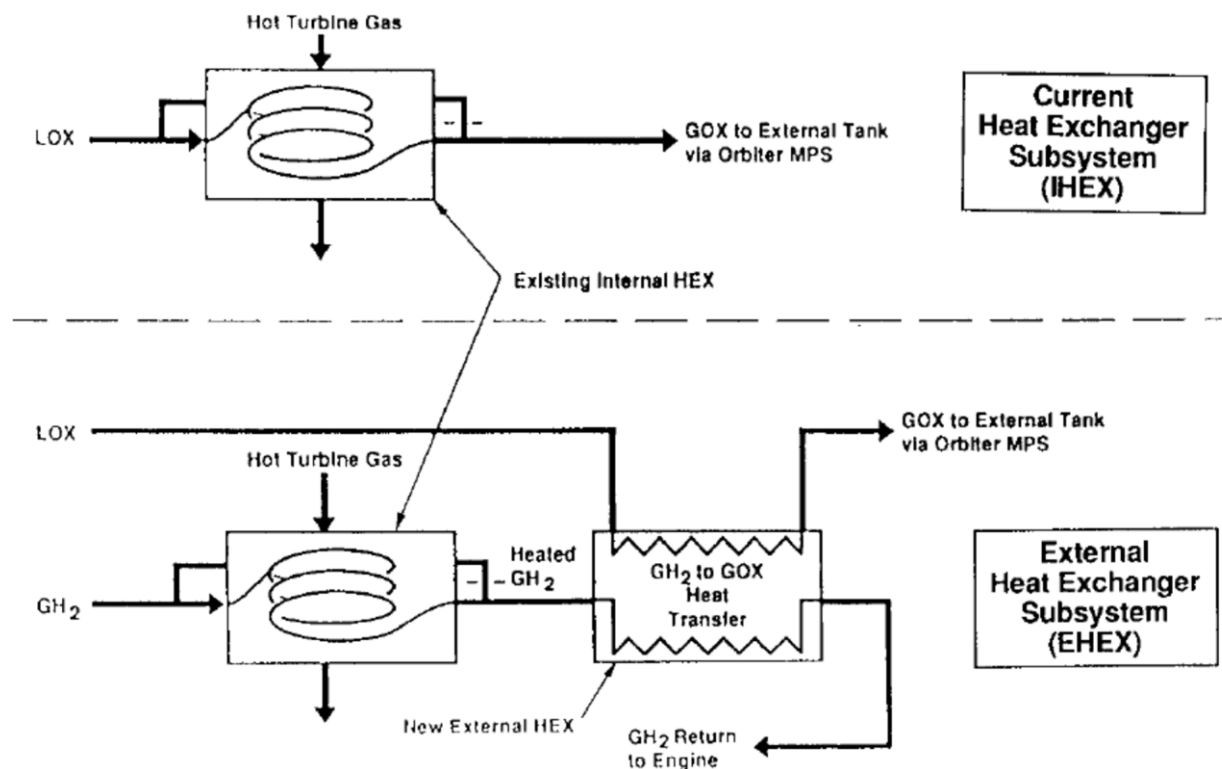 Hot Turbine Gas
LOX
GOX to External Tank
via Orbiter MPS
Current
Heat Exchanger
Subsystem
(IHEX)
Existing Internal HEX
LOX
Hot Turbine Gas
GOX to External Tank
via Orbiter MPS
GH2
Heated
GH2
GH2 to GOX
Heat
Transfer
External
Heat Exchanger
Subsystem
(EHEX)
New External HEX
GH2 Return
to Engine